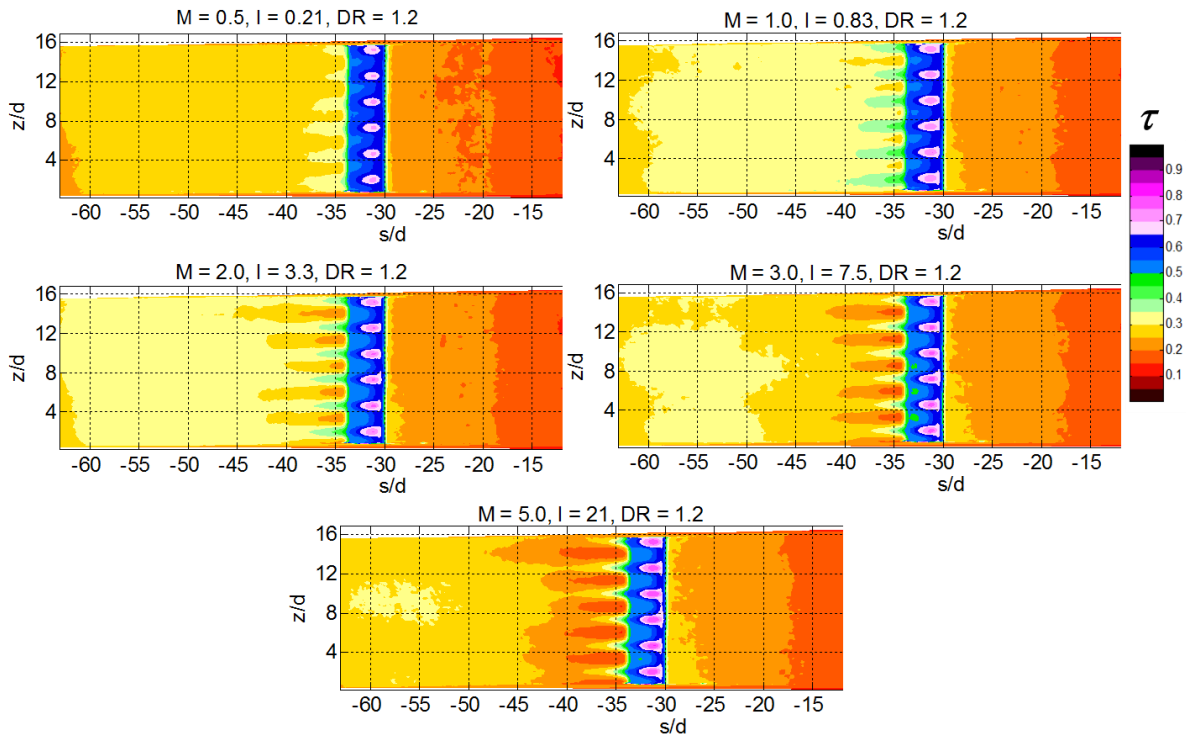 M = 0.5, I = 0.21, DR = 1.2
z/d
16
12
8
4
-60 -55 -50 -45 -40 -35 -30 -25 -20 -15
s/d
M = 1.0, I = 0.83, DR = 1.2
z/d
16
12
8
4
-60 -55 -50 -45 -40 -35 -30 -25 -20 -15
s/d
τ
0.9
0.8
0.7
0.6
0.5
0.4
0.3
0.2
0.1
M = 2.0, I = 3.3, DR = 1.2
z/d
16
12
8
4
-60 -55 -50 -45 -40 -35 -30 -25 -20 -15
s/d
M = 3.0, I = 7.5, DR = 1.2
z/d
16
12
8
4
-60 -55 -50 -45 -40 -35 -30 -25 -20 -15
s/d
M = 5.0, I = 21, DR = 1.2
z/d
16
12
8
4
-60 -55 -50 -45 -40 -35 -30 -25 -20 -15
s/d